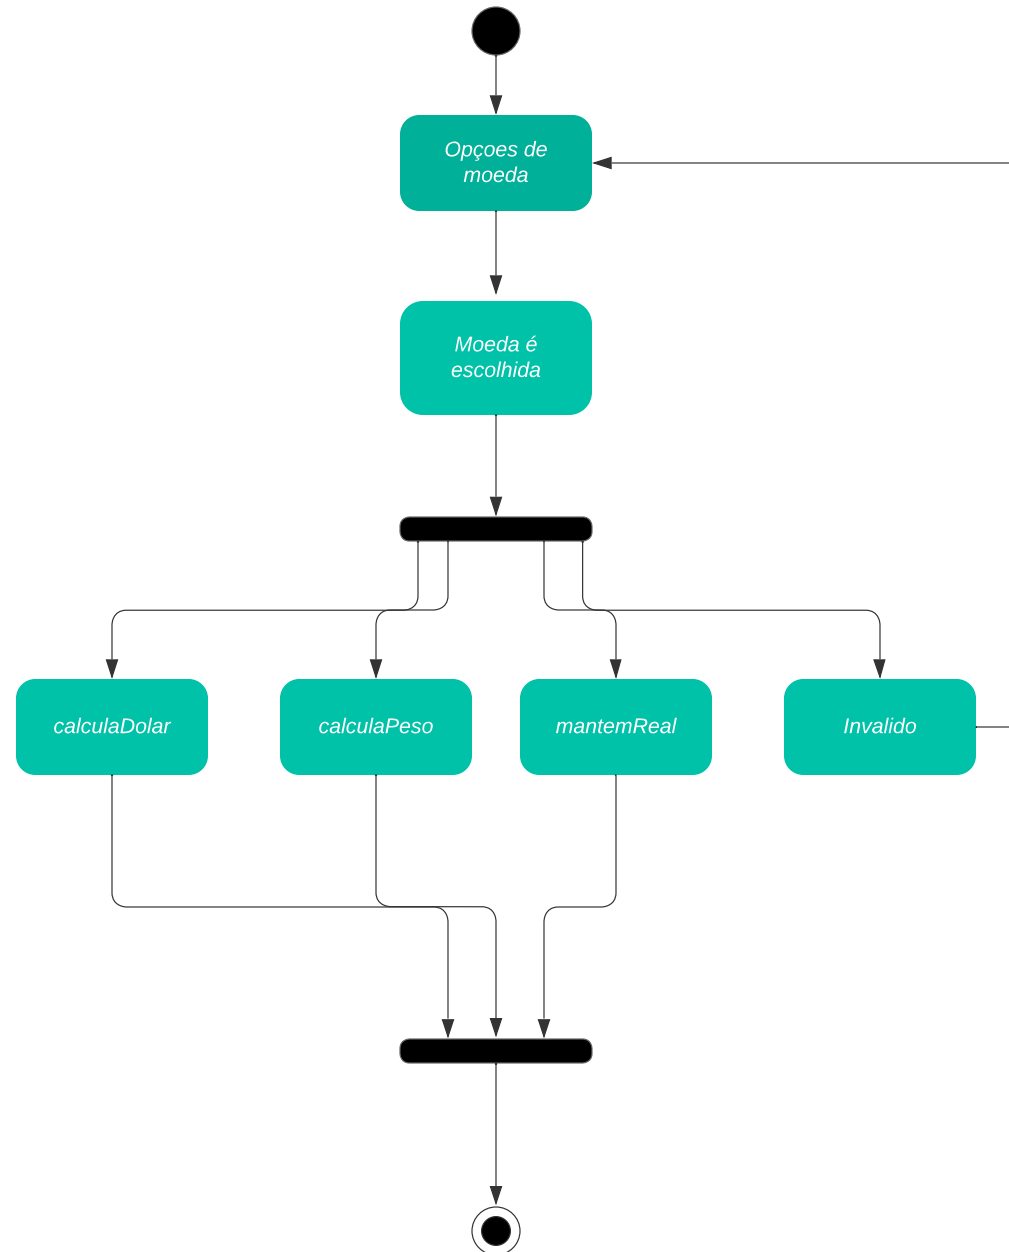 Opçoes de
moeda
Moeda é
escolhida
calculaDolar
calculaPeso
mantemReal
Invalido